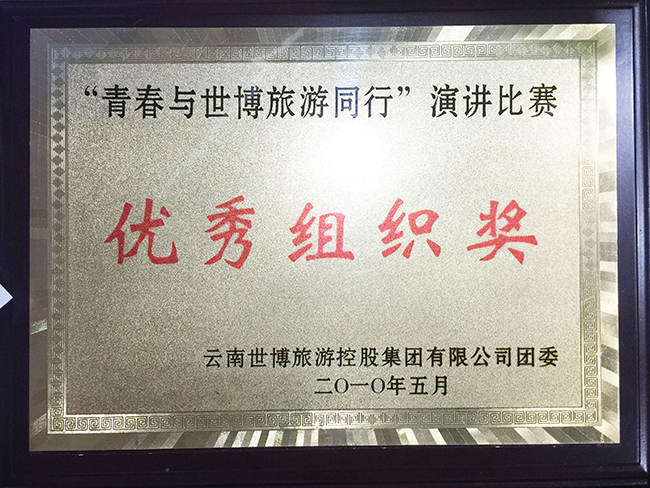 “青春与世博旅游同行”演讲比赛
优秀组织奖
云南世博旅游控股集团有限公司团委
二〇一〇年五月